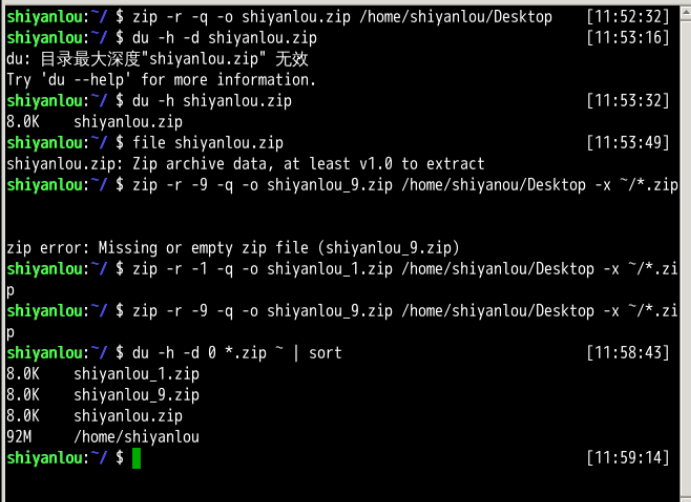 shiyanlou:~/ $ zip -r -q -o shiyanlou.zip /home/shiyanlou/Desktop [11:52:32]
shiyanlou:~/ $ du -h -d shiyanlou.zip [11:53:16]
du: 目录最大深度"shiyanlou.zip" 无效
Try 'du --help' for more information.
shiyanlou:~/ $ du -h shiyanlou.zip [11:53:32]
8.0K shiyanlou.zip
shiyanlou:~/ $ file shiyanlou.zip [11:53:49]
shiyanlou.zip: Zip archive data, at least v1.0 to extract
shiyanlou:~/ $ zip -r -9 -q -o shiyanlou_9.zip /home/shiyanou/Desktop -x ~/*.zip
zip error: Missing or empty zip file (shiyanlou_9.zip)
shiyanlou:~/ $ zip -r -1 -q -o shiyanlou_1.zip /home/shiyanlou/Desktop -x ~/*.zi
p
shiyanlou:~/ $ zip -r -9 -q -o shiyanlou_9.zip /home/shiyanlou/Desktop -x ~/*.zi
p
shiyanlou:~/ $ du -h -d 0 *.zip ~ | sort [11:58:43]
8.0K shiyanlou_1.zip
8.0K shiyanlou_9.zip
8.0K shiyanlou.zip
92M /home/shiyanlou
shiyanlou:~/ $ [11:59:14]